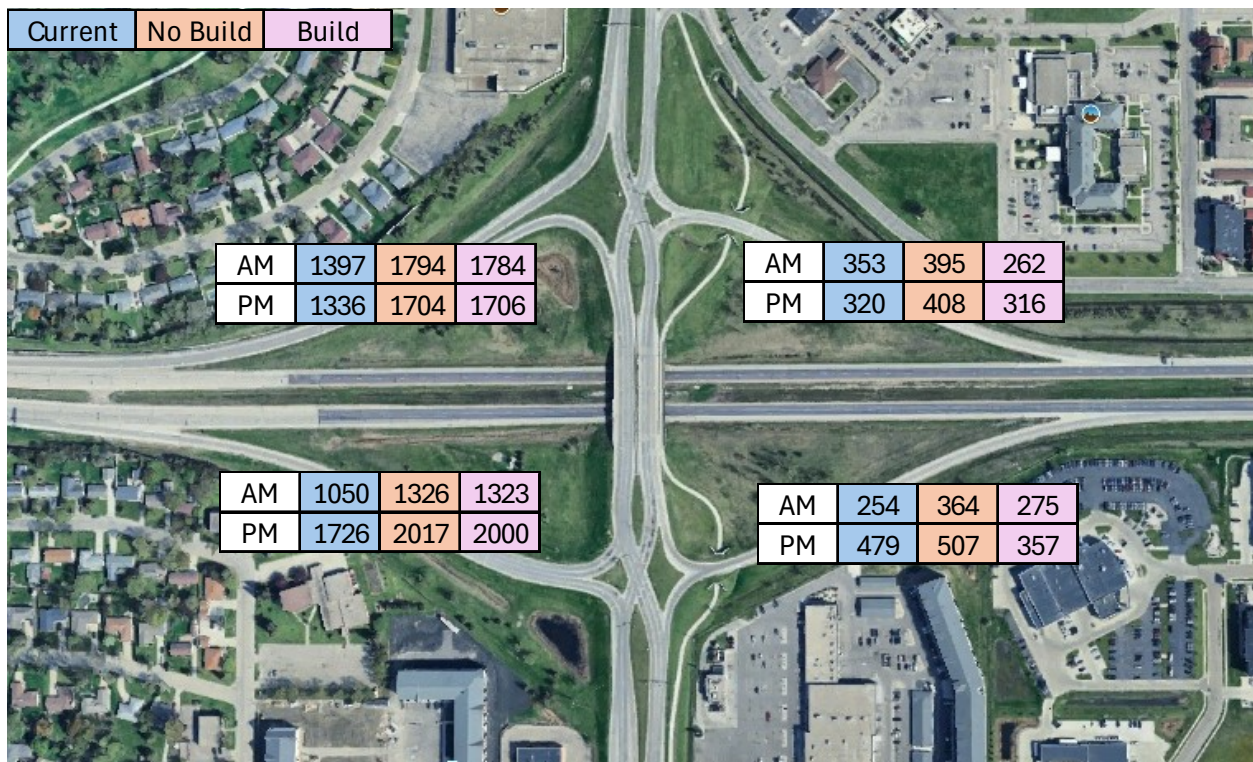 Current No Build Build
AM 1397 1794 1784
PM 1336 1704 1706
AM 353 395 262
PM 320 408 316
AM 1050 1326 1323
PM 1726 2017 2000
AM 254 364 275
PM 479 507 357